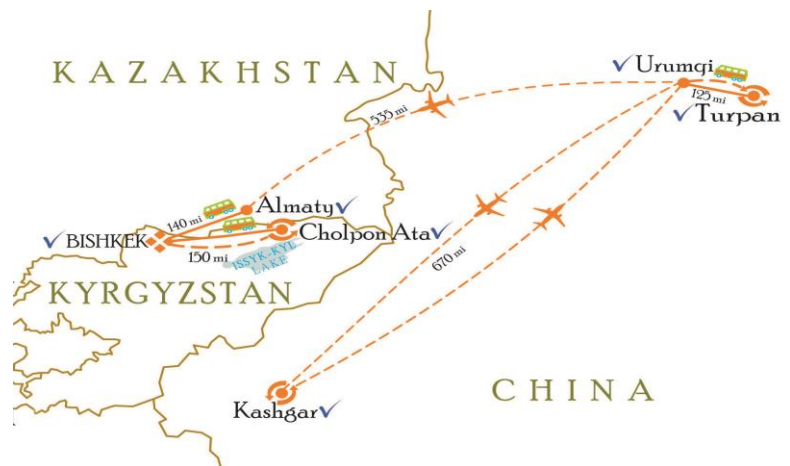 KAZAKHSTAN
Urumqi
125 mi
Turpan
535 mi
Almaty
140 mi
BISHKEK
Cholpon Ata
150 mi
ISSYK-KYL
LAKE
670 mi
KYRGYZSTAN
Kashgar
CHINA